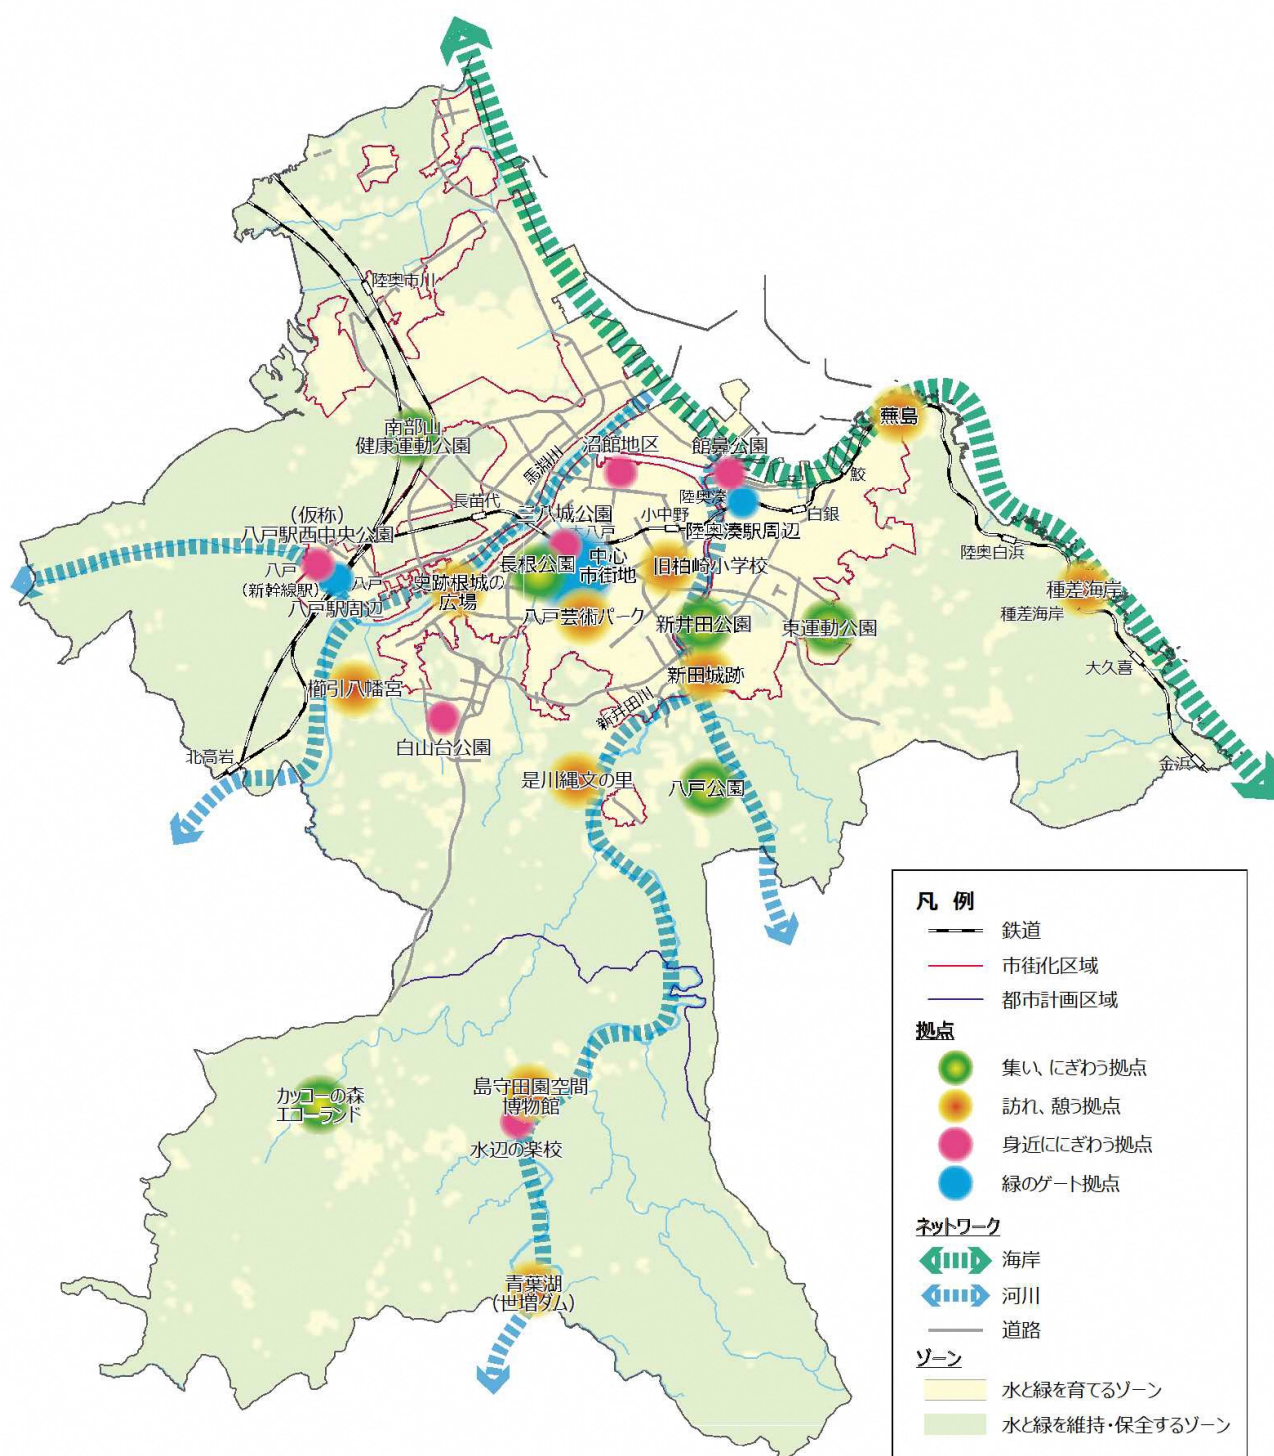 陸奥市川
南部山
健康運動公園
馬淵川
沼館地区
館鼻公園
蕪島
鮫
長苗代
三八城公園
本八戸
小中野
陸奥湊
白銀
陸奥湊駅周辺
陸奥白浜
(仮称)
八戸駅西中央公園
八戸
(新幹線駅)
八戸
八戸駅周辺
史跡根城の
広場
長根公園
中心
市街地
旧柏崎小学校
八戸芸術パーク
新井田公園
東運動公園
種差海岸
種差海岸
大久喜
金浜
櫛引八幡宮
新田城跡
新井田川
白山台公園
北高岩
是川縄文の里
八戸公園
カッコーの森
エコーランド
島守田園空間
博物館
水辺の楽校
青葉湖
(世増ダム)
凡 例
鉄道
市街化区域
都市計画区域
拠点
集い、にぎわう拠点
訪れ、憩う拠点
身近ににぎわう拠点
緑のゲート拠点
ネットワーク
海岸
河川
道路
ゾーン
水と緑を育てるゾーン
水と緑を維持・保全するゾーン